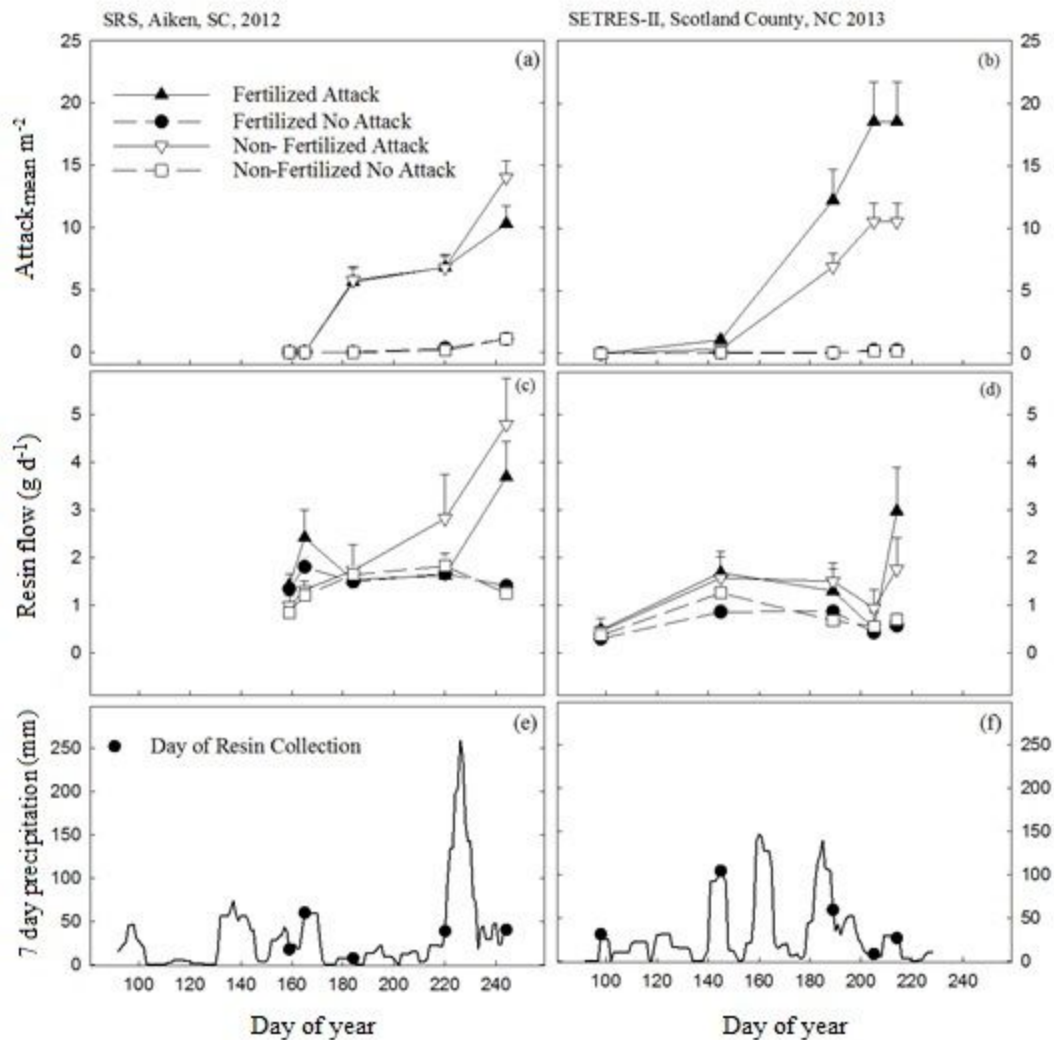 SRS, Aiken, SC, 2012
SETRES-II, Scotland County, NC 2013
25
20
15
10
5
0
Attack mean m-2
(a)
Fertilized Attack
Fertilized No Attack
Non- Fertilized Attack
Non-Fertilized No Attack
(b)
25
20
15
10
5
0
5
4
3
2
1
0
Resin flow (g d-1)
(c)
(d)
5
4
3
2
1
0
250
200
150
100
50
0
7 day precipitation (mm)
(e)
Day of Resin Collection
(f)
250
200
150
100
50
0
100 120 140 160 180 200 220 240
100 120 140 160 180 200 220 240
Day of year
Day of year